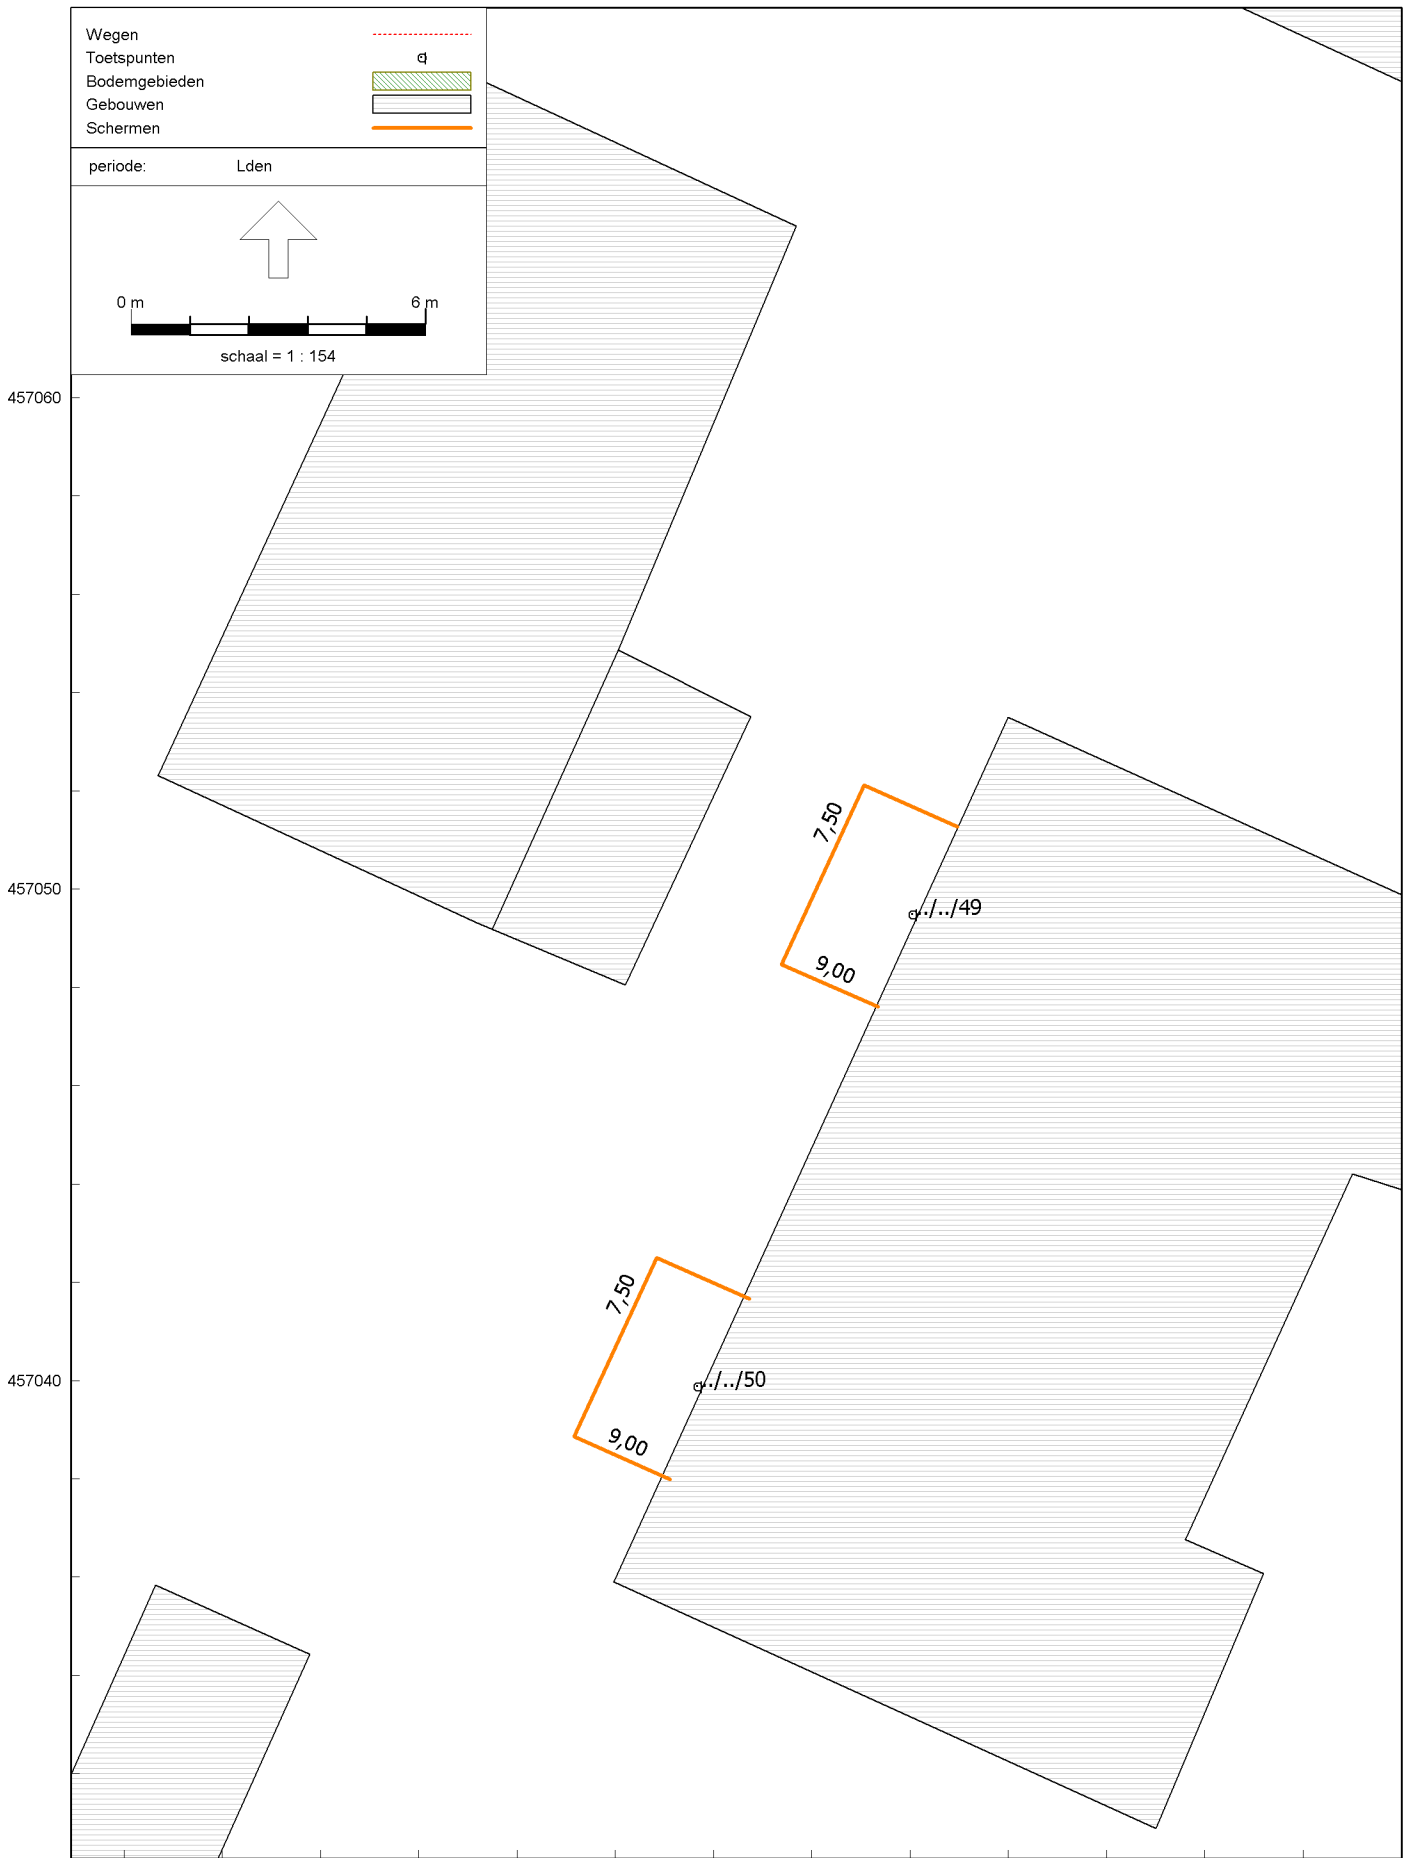 Wegen
Toetspunten
Bodemgebieden
Gebouwen
Schermen
periode: Lden
0 m 6 m
schaal = 1 : 154
457060
7,50
457050
../../49
9,00
7,50
457040
../../50
9,00